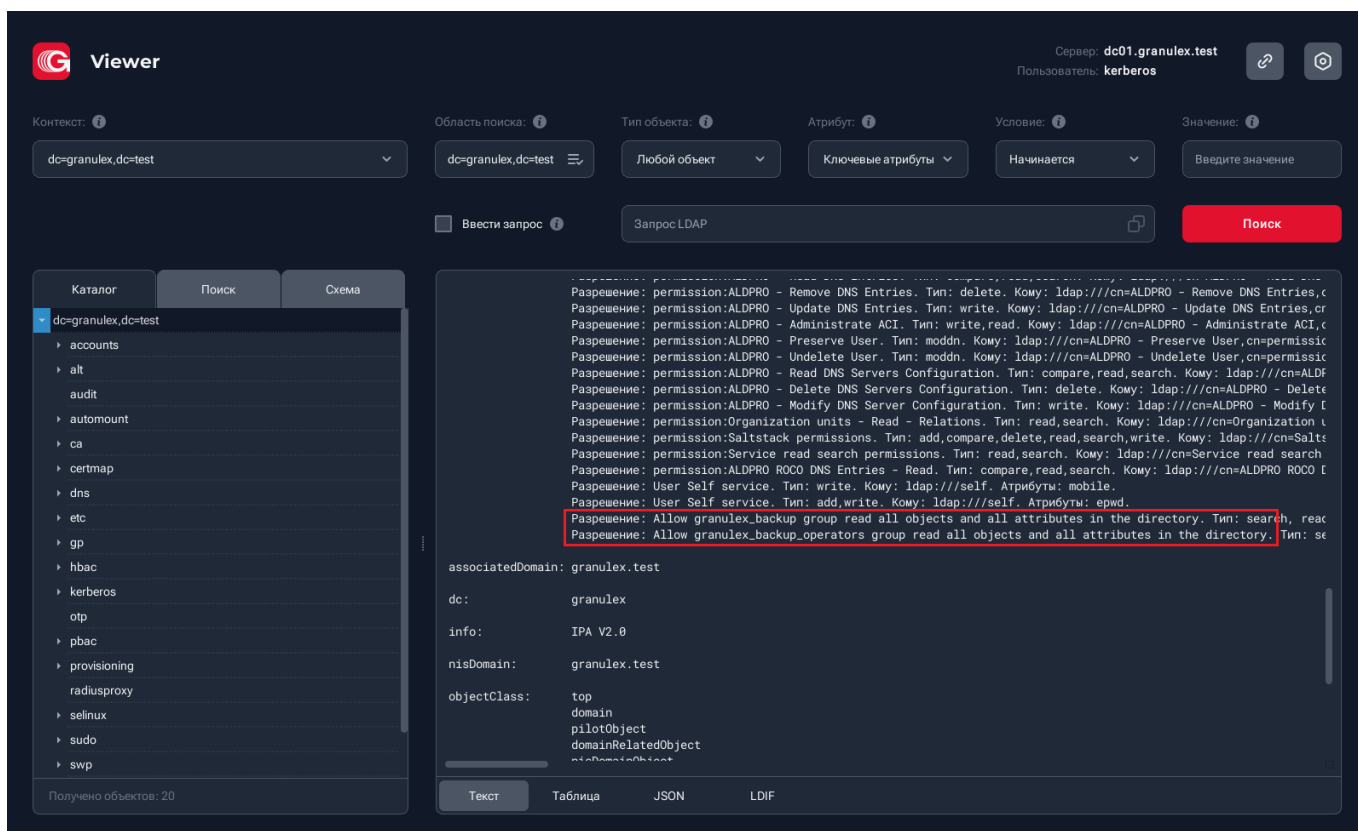 Viewer
Сервер: dc01.granulex.test
Пользователь: kerberos
Контекст:
Область поиска:
Тип объекта:
Атрибут:
Условие:
Значение:
dc=granulex,dc=test
dc=granulex,dc=test
Любой объект
Ключевые атрибуты
Начинается
Введите значение
Ввести запрос
Запрос LDAP
Поиск
Каталог
Поиск
Схема
dc=granulex,dc=test
accounts
alt
audit
automount
ca
certmap
dns
etc
gp
hbac
kerberos
otp
pbac
provisioning
radiusproxy
selinux
sudo
swp
Получено объектов: 20
Разрешение: permission:ALDPRO - Remove DNS Entries. Тип: delete. Кому: ldap:///cn=ALDPRO - Remove DNS Entries,c
Разрешение: permission:ALDPRO - Update DNS Entries. Тип: write. Кому: ldap:///cn=ALDPRO - Update DNS Entries,cn
Разрешение: permission:ALDPRO - Administrate ACI. Тип: write,read. Кому: ldap:///cn=ALDPRO - Administrate ACI,c
Разрешение: permission:ALDPRO - Preserve User. Тип: moddn. Кому: ldap:///cn=ALDPRO - Preserve User,cn=permissic
Разрешение: permission:ALDPRO - Undelete User. Тип: moddn. Кому: ldap:///cn=ALDPRO - Undelete User,cn=permissic
Разрешение: permission:ALDPRO - Read DNS Servers Configuration. Тип: compare,read,search. Кому: ldap:///cn=ALDF
Разрешение: permission:ALDPRO - Delete DNS Servers Configuration. Тип: delete. Кому: ldap:///cn=ALDPRO - Delete
Разрешение: permission:ALDPRO - Modify DNS Server Configuration. Тип: write. Кому: ldap:///cn=ALDPRO - Modify D
Разрешение: permission:Organization units - Read - Relations. Тип: read,search. Кому: ldap:///cn=Organization u
Разрешение: permission:Saltstack permissions. Тип: add,compare,delete,read,search,write. Кому: ldap:///cn=Salts
Разрешение: permission:Service read search permissions. Тип: read,search. Кому: ldap:///cn=Service read search
Разрешение: permission:ALDPRO ROCO DNS Entries - Read. Тип: compare,read,search. Кому: ldap:///cn=ALDPRO ROCO D
Разрешение: User Self service. Тип: write. Кому: ldap:///self. Атрибуты: mobile.
Разрешение: User Self service. Тип: add,write. Кому: ldap:///self. Атрибуты: epwd.
Разрешение: Allow granulex_backup group read all objects and all attributes in the directory. Тип: search, reac
Разрешение: Allow granulex_backup_operators group read all objects and all attributes in the directory. Тип: se
associatedDomain: granulex.test
dc: granulex
info: IPA V2.0
nisDomain: granulex.test
objectClass: top
domain
pilotObject
domainRelatedObject
Текст
Таблица
JSON
LDIF